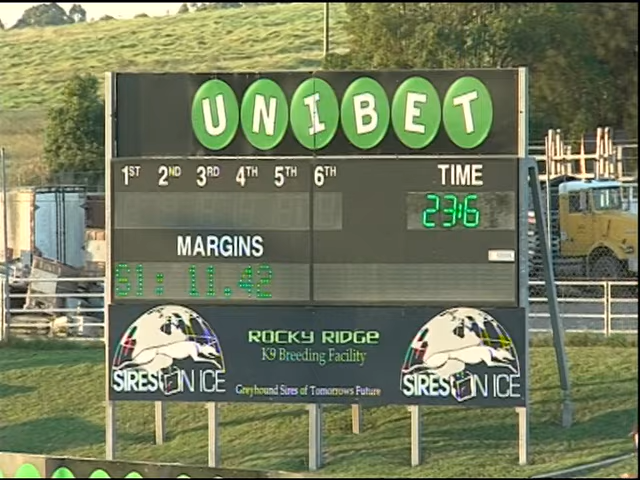 UNIBET
1ST 2ND 3RD 4TH 5TH 6TH TIME
23:6
MARGINS
S1: 11.42
ROCKY RIDGE
K9 Breeding Facility
SIRES ON ICE
Greyhound Sires of Tomorrows Future
SIRES ON ICE